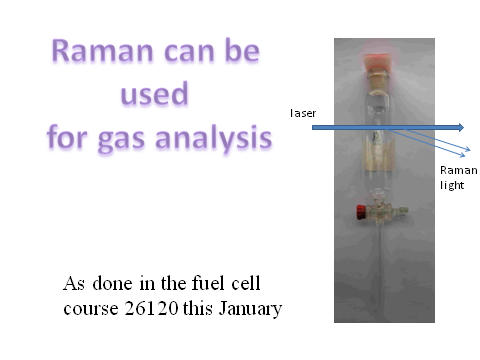 Raman can be
used
for gas analysis
laser
Raman
light
As done in the fuel cell
course 26120 this January